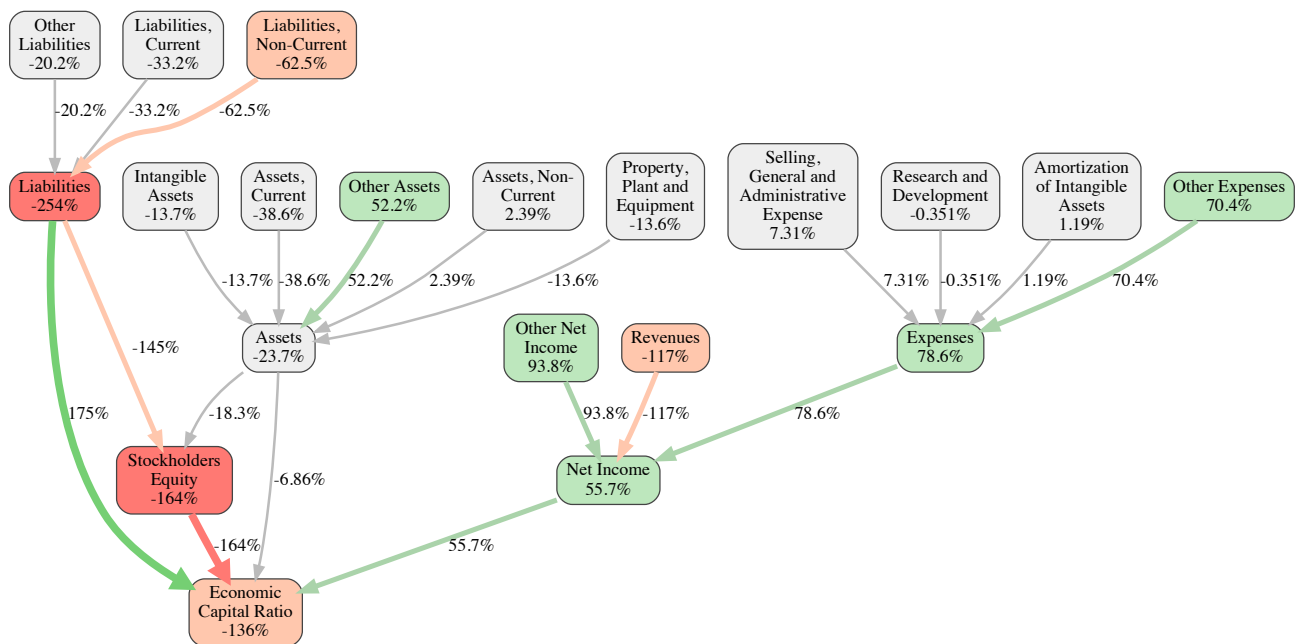 Other
Liabilities
-20.2%
Liabilities,
Current
-33.2%
Liabilities,
Non-Current
-62.5%
-20.2%
-33.2%
-62.5%
Liabilities
-254%
Intangible
Assets
-13.7%
Assets,
Current
-38.6%
Other Assets
52.2%
Assets, Non-
Current
2.39%
Property,
Plant and
Equipment
-13.6%
Selling,
General and
Administrative
Expense
7.31%
Research and
Development
-0.351%
Amortization
of Intangible
Assets
1.19%
Other Expenses
70.4%
-13.7%
-38.6%
52.2%
2.39%
-13.6%
7.31%
-0.351%
1.19%
70.4%
-145%
Assets
-23.7%
Other Net
Income
93.8%
Revenues
-117%
Expenses
78.6%
175%
-18.3%
93.8%
-117%
78.6%
Stockholders
Equity
-164%
-6.86%
Net Income
55.7%
-164%
55.7%
Economic
Capital Ratio
-136%